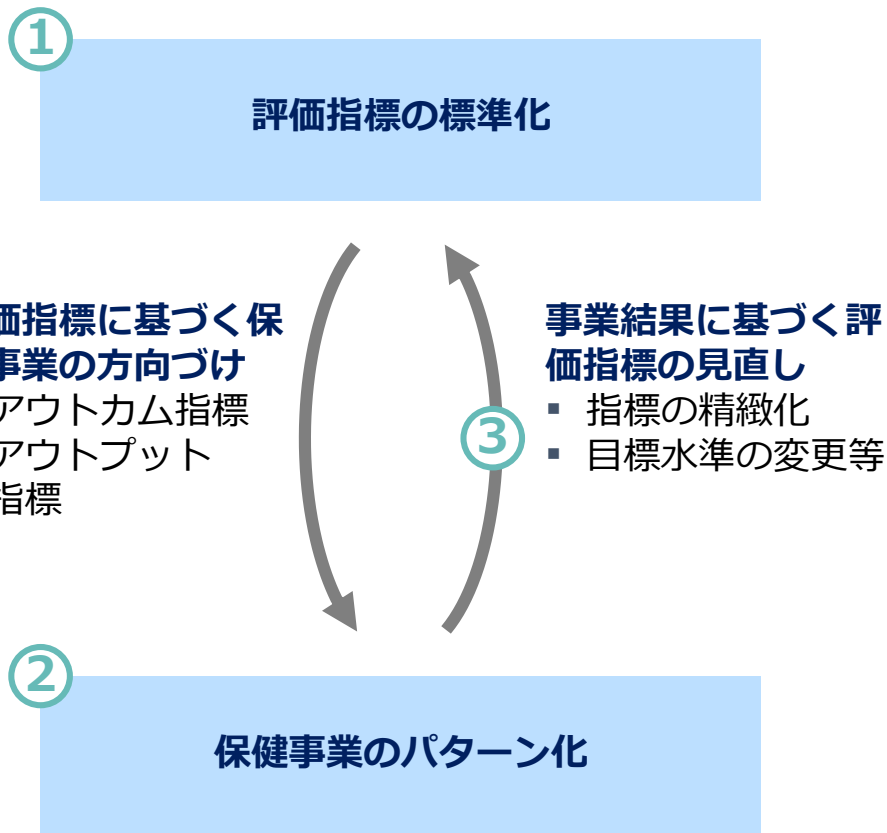 ①
評価指標の標準化
価指標に基づく保
事業の方向づけ
アウトカム指標
アウトプット
指標
事業結果に基づく評
価指標の見直し
▪ 指標の精緻化
③
▪ 目標水準の変更等
②
保健事業のパターン化